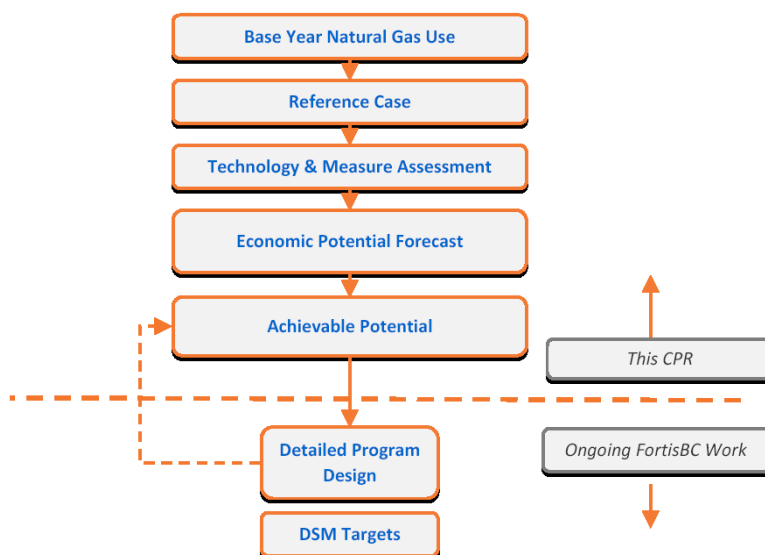 Base Year Natural Gas Use
Reference Case
Technology & Measure Assessment
Economic Potential Forecast
Achievable Potential
This CPR
Detailed Program
Design
Ongoing FortisBC Work
DSM Targets